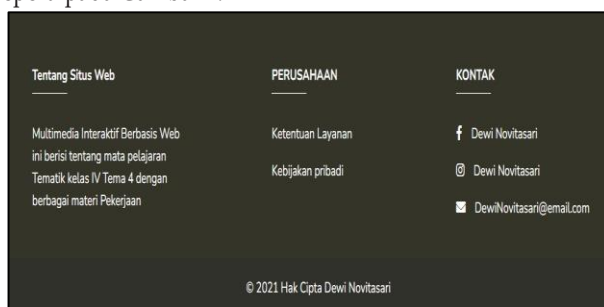 Tentang Situs Web
Multimedia Interaktif Berbasis Web
ini berisi tentang mata pelajaran
Tematik kelas IV Tema 4 dengan
berbagai materi Pekerjaan
PERUSAHAAN
Ketentuan Layanan
Kebijakan pribadi
KONTAK
Dewi Novitasari
Dewi Novitasari
DewiNovitasari@email.com
© 2021 Hak Cipta Dewi Novitasari